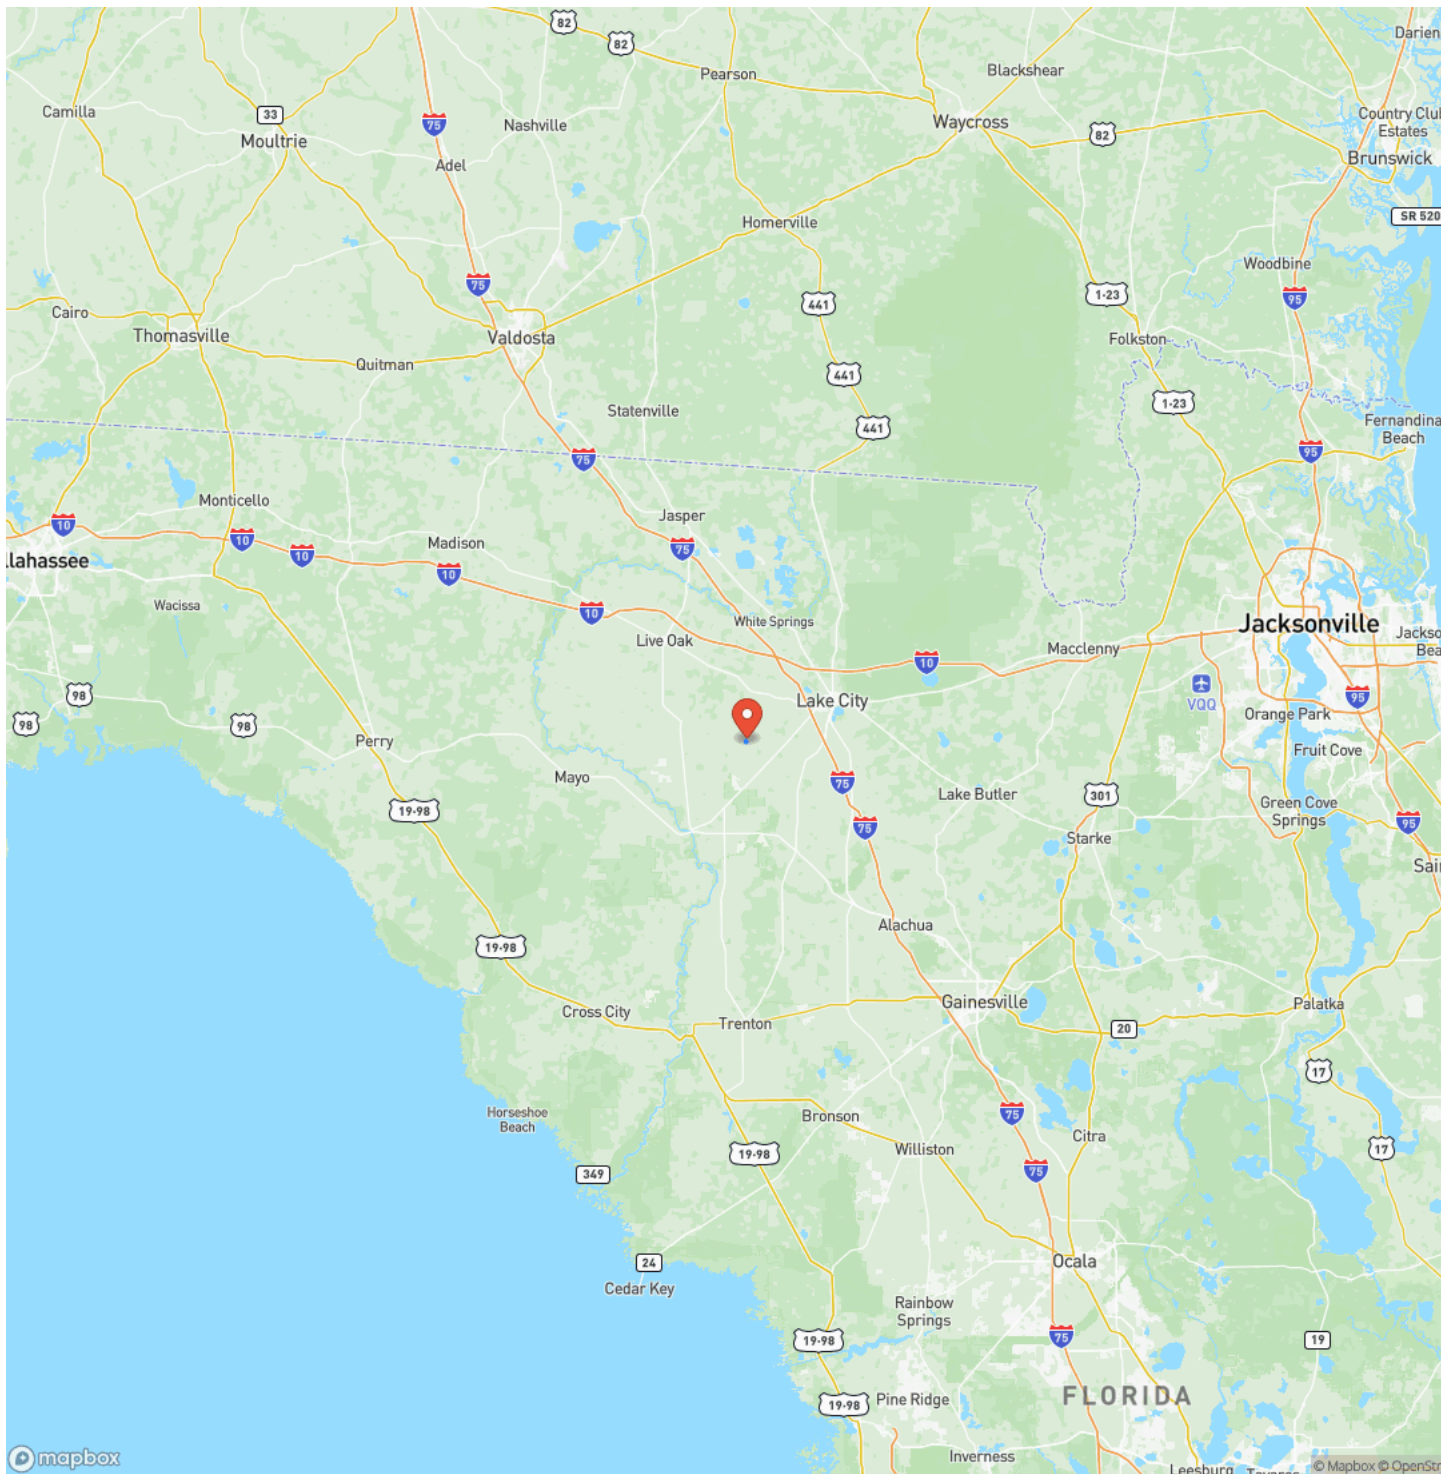 82
82
Darien
Pearson
Blackshear
Camilla
33
Moultrie
75
Nashville
Waycross
82
Country Clu
Estates
Brunswick
Adel
SR 520
Homerville
Woodbine
75
1-23
95
441
Cairo
Thomasville
Valdosta
Folkston
Quitman
441
1-23
Statenville
441
Fernandina
Beach
75
95
Monticello
Jasper
10
10
10
Madison
75
llahassee
10
Wacissa
10
White Springs
Jacksonville
Live Oak
Macclenny
Jackso
Bea
10
98
VQQ
95
98
98
Lake City
Orange Park
Perry
Fruit Cove
Mayo
75
Lake Butler
301
19-98
Green Cove
Springs
75
95
Starke
Sai
Alachua
19-98
Gainesville
Palatka
Cross City
Trenton
20
17
Horseshoe
Beach
Bronson
75
Citra
19-98
Williston
17
349
75
24
Ocala
Cedar Key
Rainbow
Springs
19-98
75
19
FLORIDA
Pine Ridge
19-98
Inverness
mapbox
© Mapbox © OpenStr
Leesburg